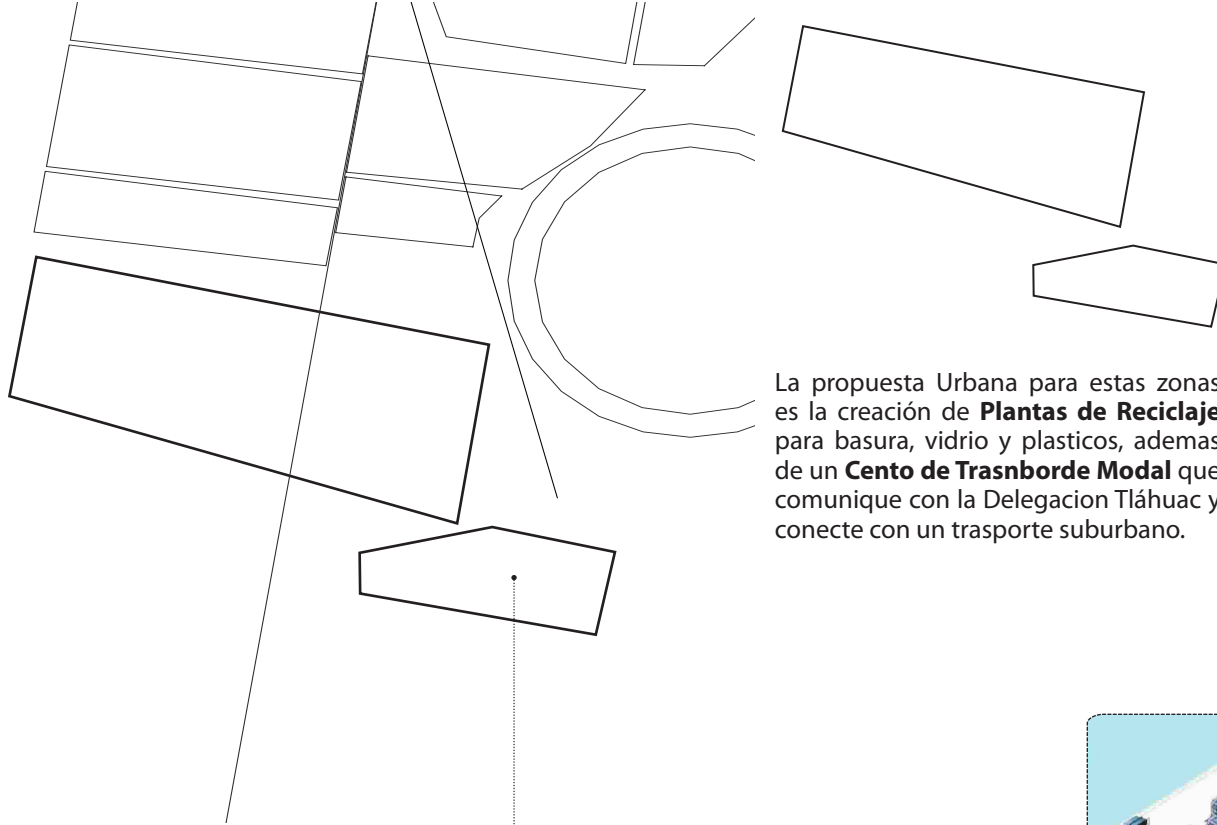 La propuesta Urbana para estas zonas
es la creación de Plantas de Reciclaje
para basura, vidrio y plasticos, ademas
de un Cento de Trasnborde Modal que
comunique con la Delegacion Tláhuac y
conecte con un trasporte suburbano.